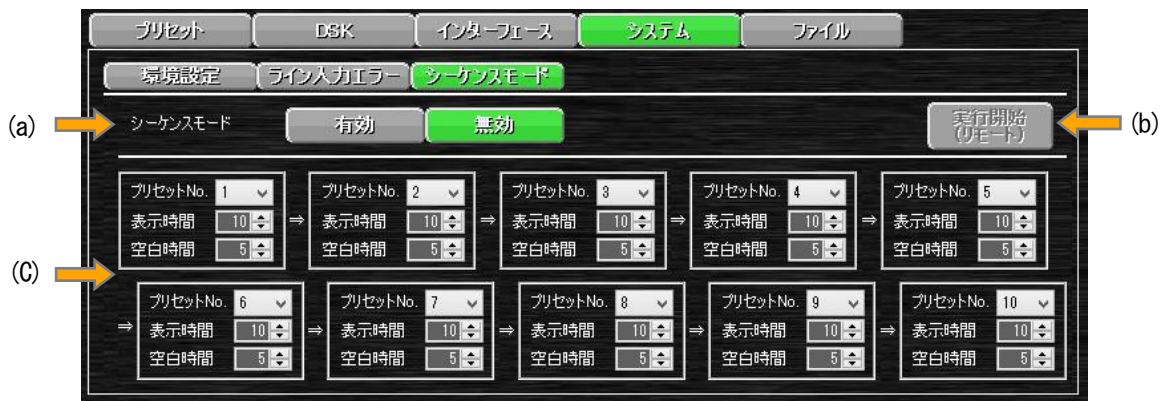 プリセット DSK インターフェース システム ファイル
環境設定 ライン入力エラー シーケンスモード
(a) シーケンスモード 有効 無効 実行開始 (b)
(リモート)
プリセットNo. 1 プリセットNo. 2 プリセットNo. 3 プリセットNo. 4 プリセットNo. 5
表示時間 10 ⇒ 表示時間 10 ⇒ 表示時間 10 ⇒ 表示時間 10 ⇒ 表示時間 10
空白時間 5 空白時間 5 空白時間 5 空白時間 5 空白時間 5
(C)
プリセットNo. 6 プリセットNo. 7 プリセットNo. 8 プリセットNo. 9 プリセットNo. 10
⇒ 表示時間 10 ⇒ 表示時間 10 ⇒ 表示時間 10 ⇒ 表示時間 10 ⇒ 表示時間 10
空白時間 5 空白時間 5 空白時間 5 空白時間 5 空白時間 5